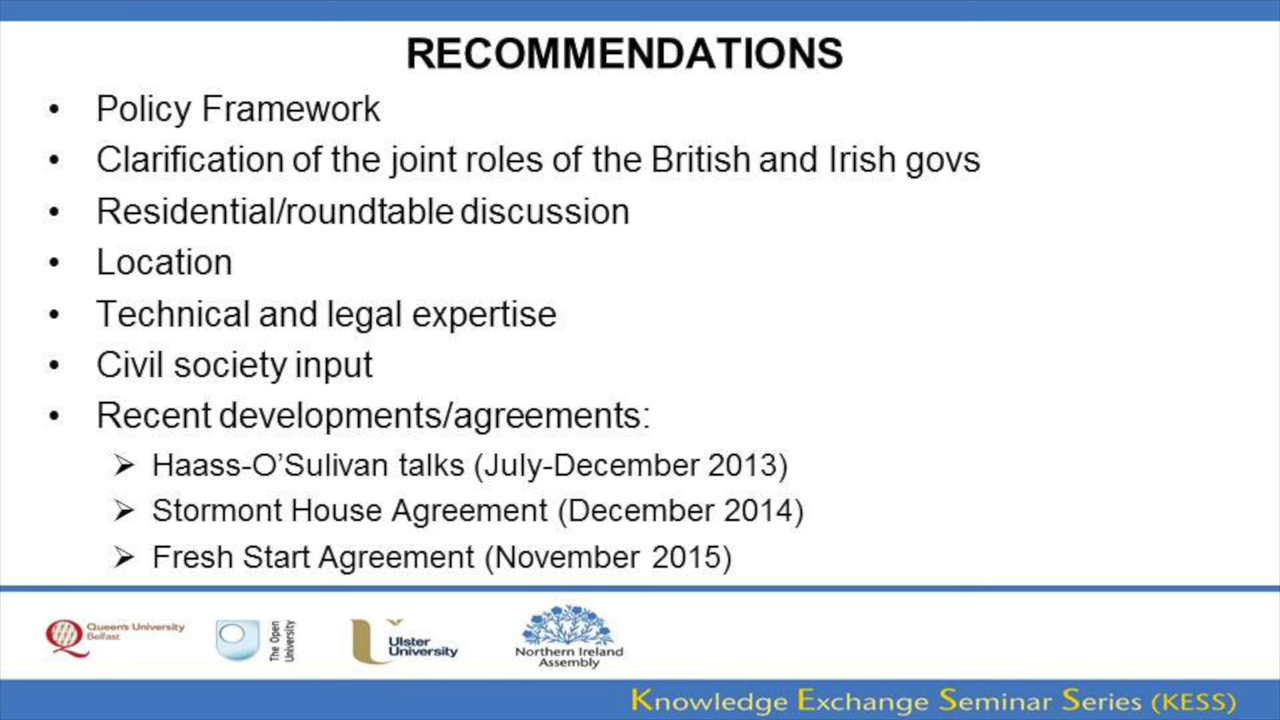 RECOMMENDATIONS
• Policy Framework
• Clarification of the joint roles of the British and Irish govs
• Residential/roundtable discussion
• Location
• Technical and legal expertise
• Civil society input
• Recent developments/agreements:
➢ Haass-O’Sulivan talks (July-December 2013)
➢ Stormont House Agreement (December 2014)
➢ Fresh Start Agreement (November 2015)
Queen's University
Belfast
The Open
University
Ulster
University
Northern Ireland
Assembly
Knowledge Exchange Seminar Series (KESS)